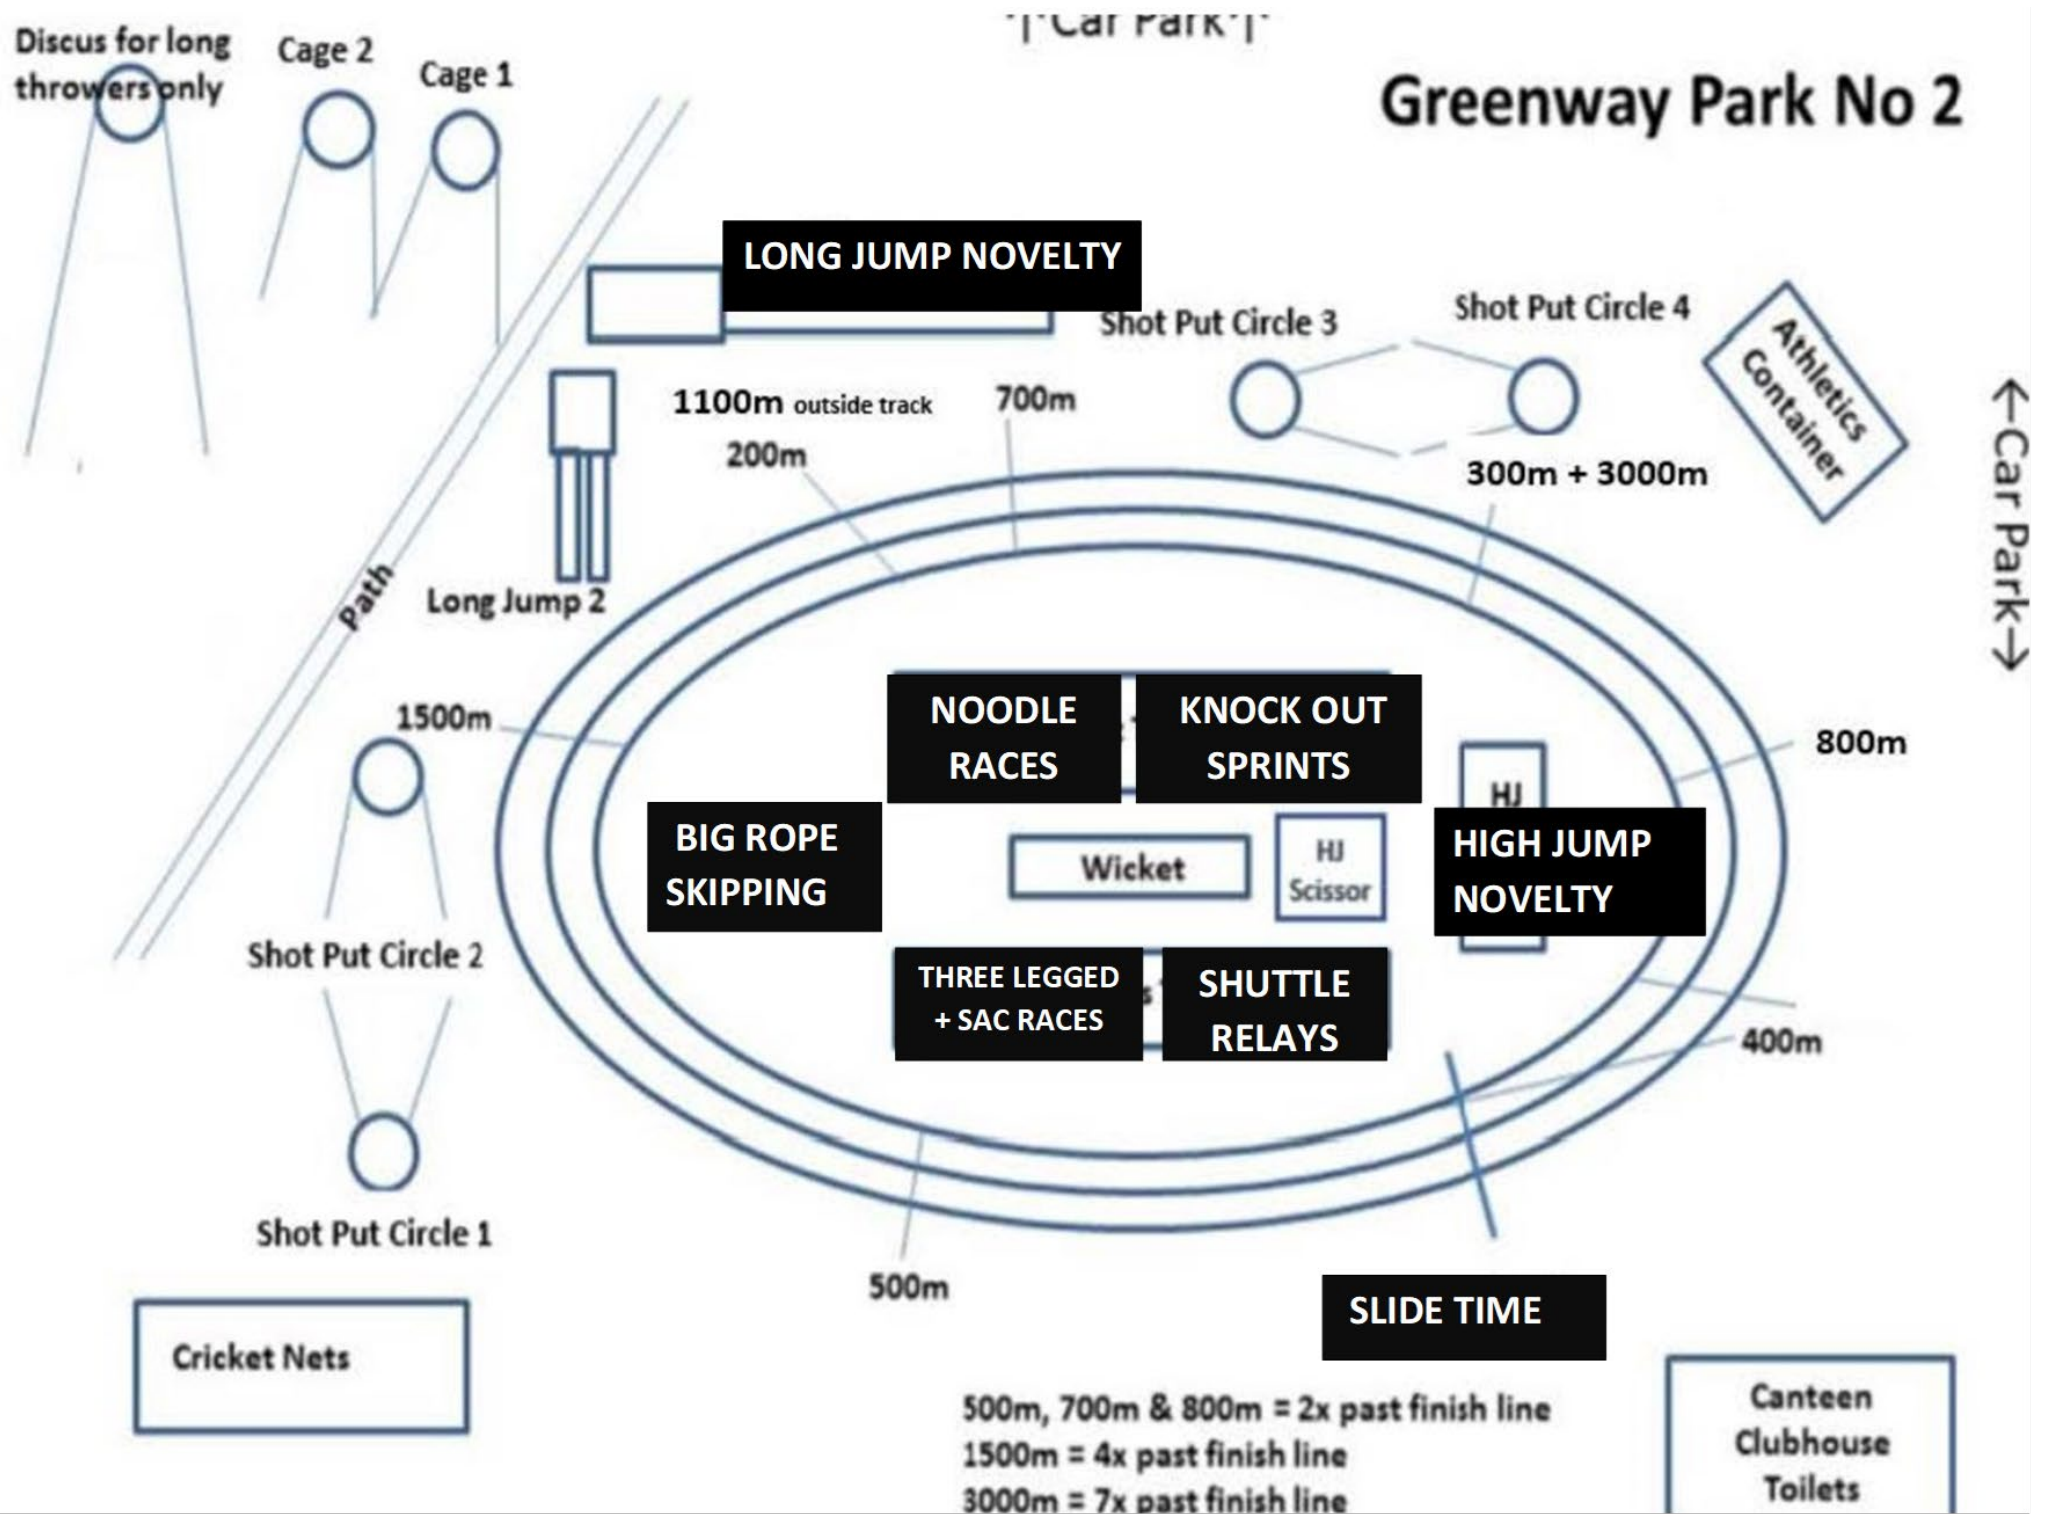 ↑Car Park↑
Discus for long
throwers only
Cage 2
Cage 1
Greenway Park No 2
LONG JUMP NOVELTY
Shot Put Circle 3
Shot Put Circle 4
Athletics
Container
←Car Park→
1100m outside track
700m
200m
300m + 3000m
Path
Long Jump 2
1500m
NOODLE
RACES
KNOCK OUT
SPRINTS
800m
HJ
BIG ROPE
SKIPPING
Wicket
HJ
Scissor
HIGH JUMP
NOVELTY
Shot Put Circle 2
THREE LEGGED
+ SAC RACES
SHUTTLE
RELAYS
400m
Shot Put Circle 1
500m
SLIDE TIME
Cricket Nets
500m, 700m & 800m = 2x past finish line
1500m = 4x past finish line
3000m = 7x past finish line
Canteen
Clubhouse
Toilets